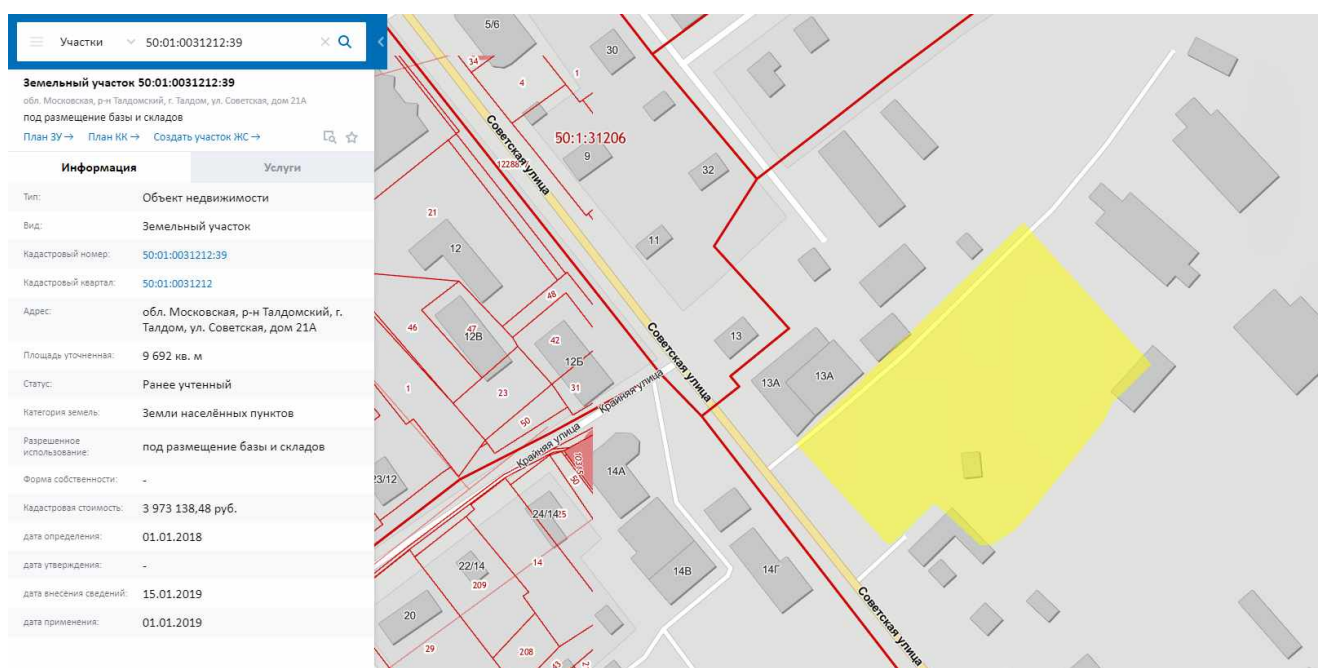 Участки
50:01:0031212:39
Земельный участок 50:01:0031212:39
обл. Московская, р-н Талдомский, г. Талдом, ул. Советская, дом 21А
под размещение базы и складов
План ЗУ → План КК → Создать участок ЖС →
Информация
Услуги
Тип: Объект недвижимости
Вид: Земельный участок
Кадастровый номер: 50:01:0031212:39
Кадастровый квартал: 50:01:0031212
Адрес: обл. Московская, р-н Талдомский, г.
Талдом, ул. Советская, дом 21А
Площадь уточненная: 9 692 кв. м
Статус: Ранее учтенный
Категория земель: Земли населённых пунктов
Разрешенное
использование: под размещение базы и складов
Форма собственности: -
Кадастровая стоимость: 3 973 138,48 руб.
дата определения: 01.01.2018
дата утверждения: -
дата внесения сведений: 15.01.2019
дата применения: 01.01.2019
5/6
30
34
4
1
Советская улица
50:1:31206
9
12288
32
21
11
12
48
46
47
12В
42
Советская улица
13
12Б
13А
13А
1
23
31
Крайняя улица
50
Крайняя улица
23/12
14А
50
24/14
25
22/14
14
209
14В
14Г
20
Советская улица
29
208
43